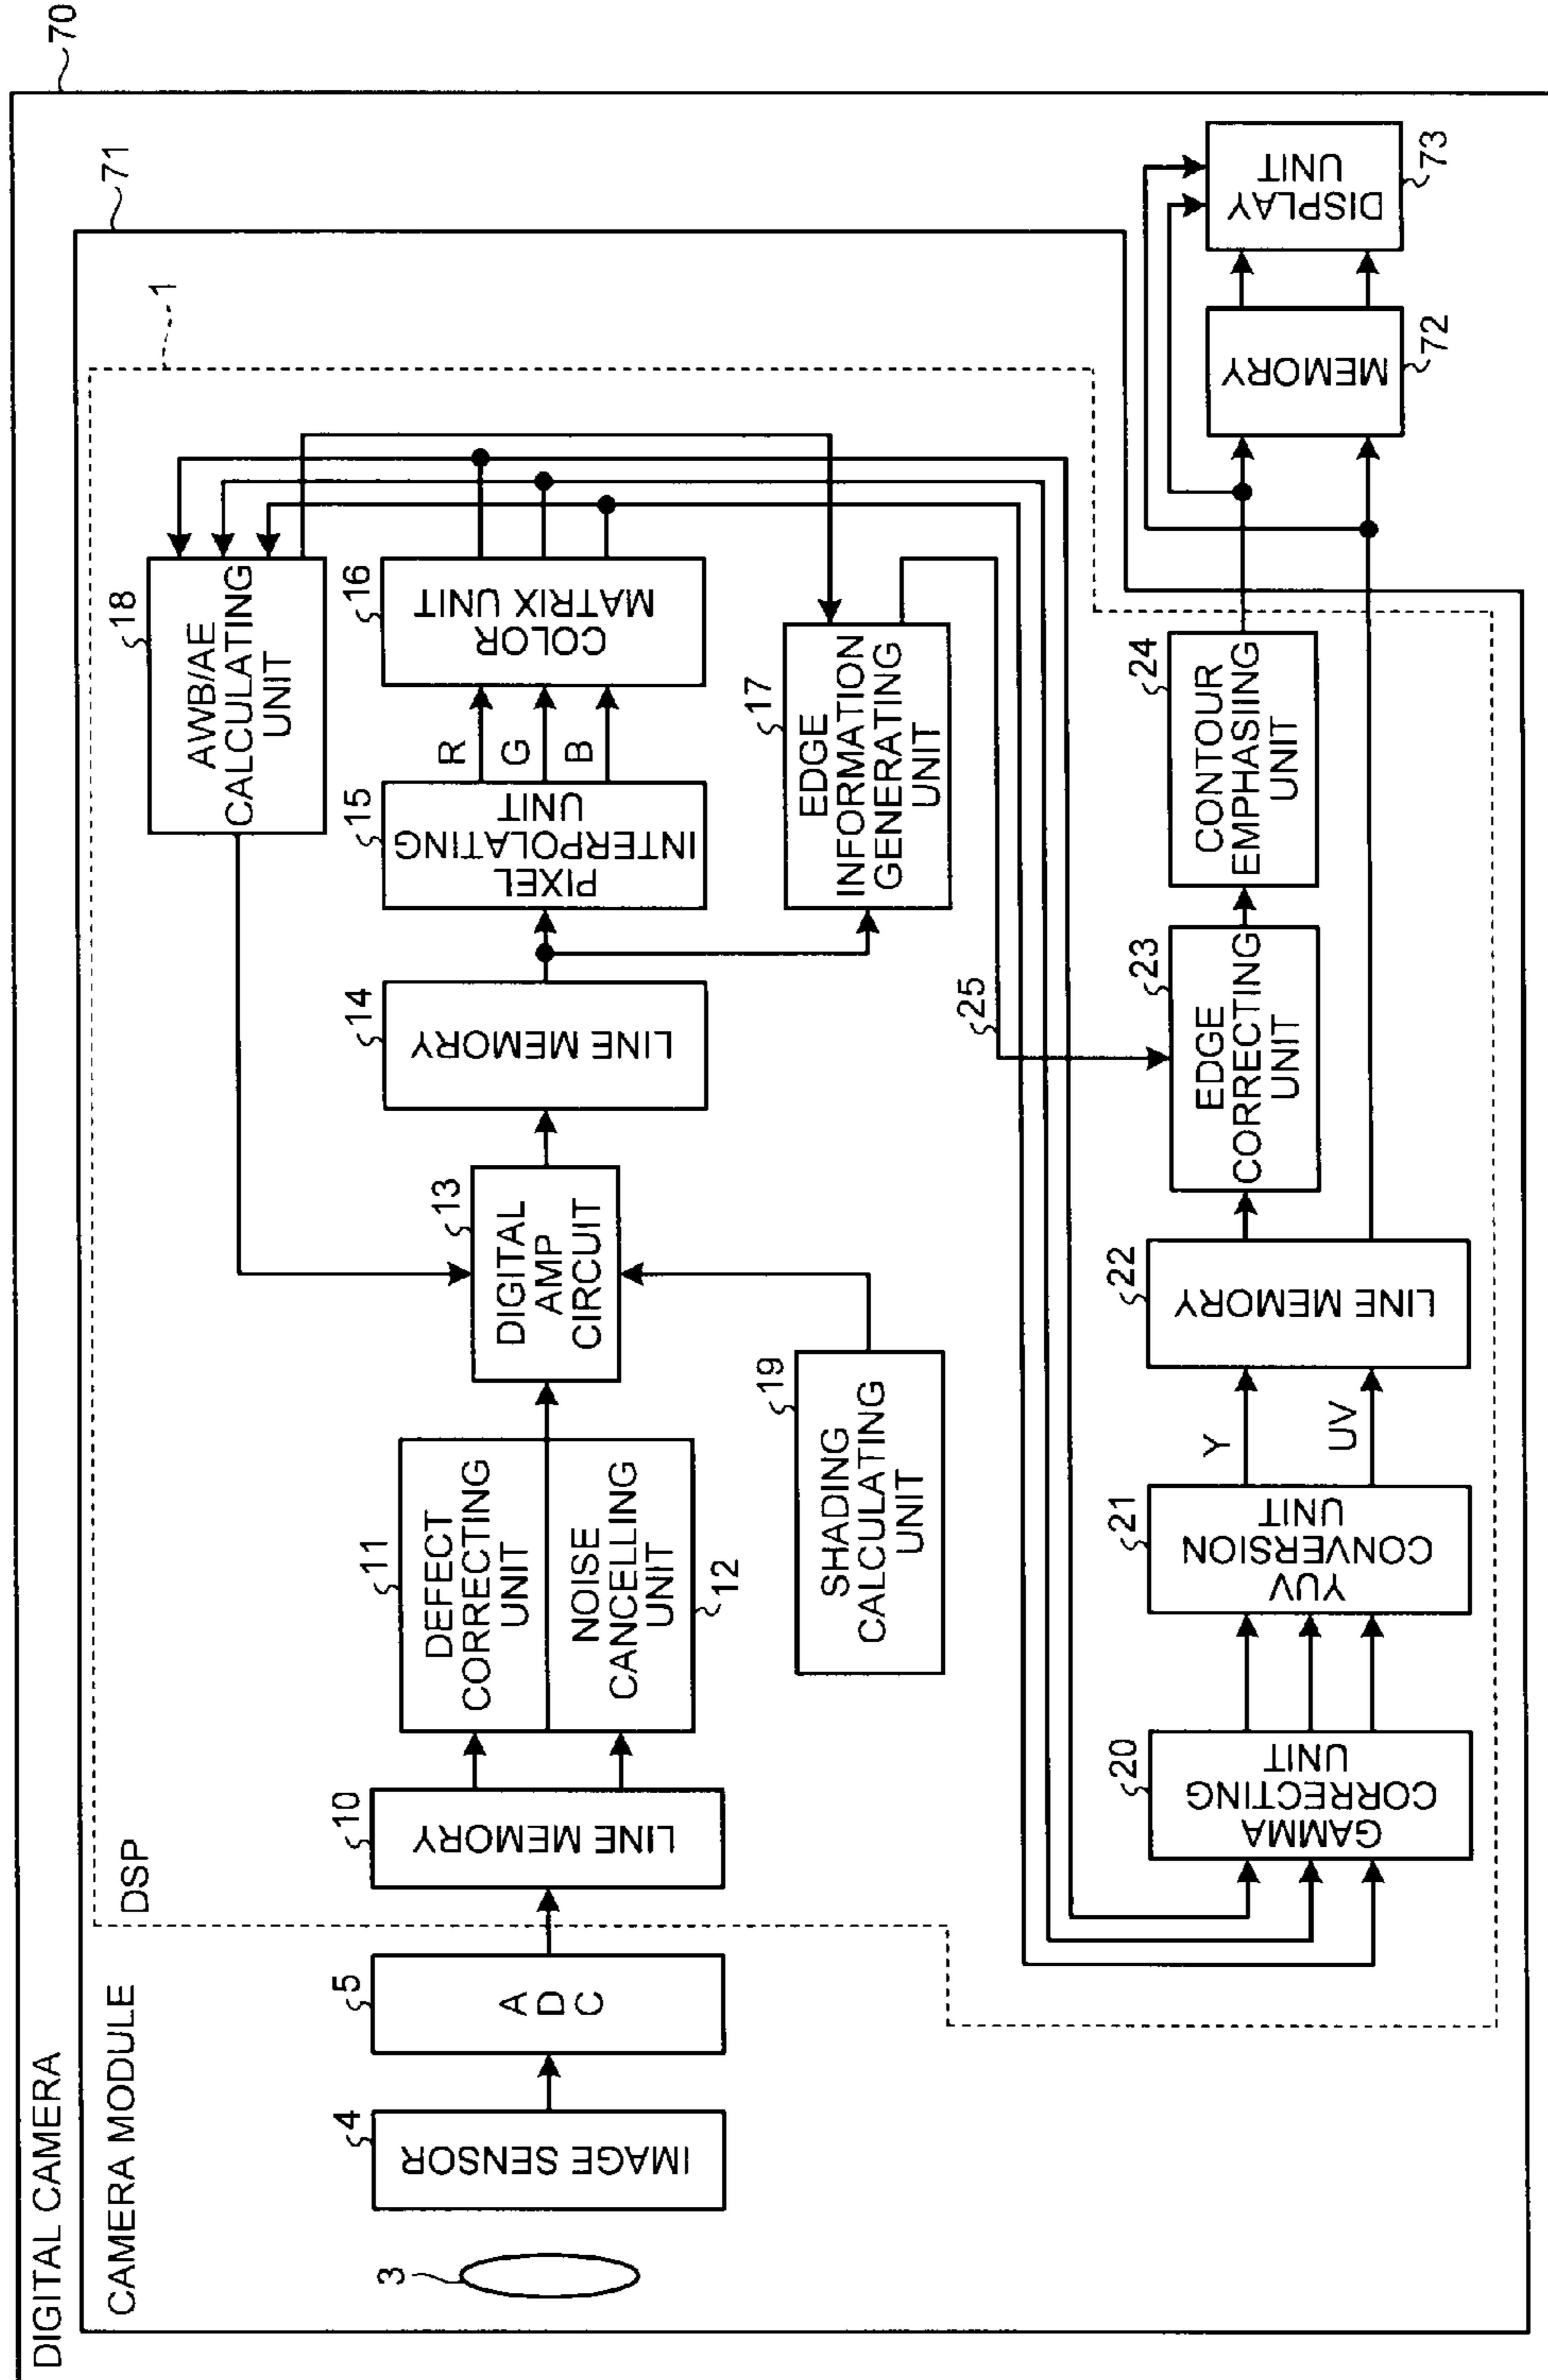 DIGITAL CAMERA
70
CAMERA MODULE
71
DSP
1
3
4
IMAGE SENSOR
5
A
D
C
10
LINE MEMORY
11
DEFECT
CORRECTING
UNIT
NOISE
CANCELLING
UNIT
12
13
DIGITAL
AMP
CIRCUIT
14
LINE MEMORY
15
PIXEL
INTERPOLATING
UNIT
R
G
B
16
COLOR
MATRIX UNIT
18
AWB/AE
CALCULATING
UNIT
17
EDGE
INFORMATION
GENERATING
UNIT
19
SHADING
CALCULATING
UNIT
25
20
GAMMA
CORRECTING
UNIT
21
YUV
CONVERSION
UNIT
Y
UV
22
LINE MEMORY
23
EDGE
CORRECTING
UNIT
24
CONTOUR
EMPHASIING
UNIT
MEMORY
72
DISPLAY
UNIT
73